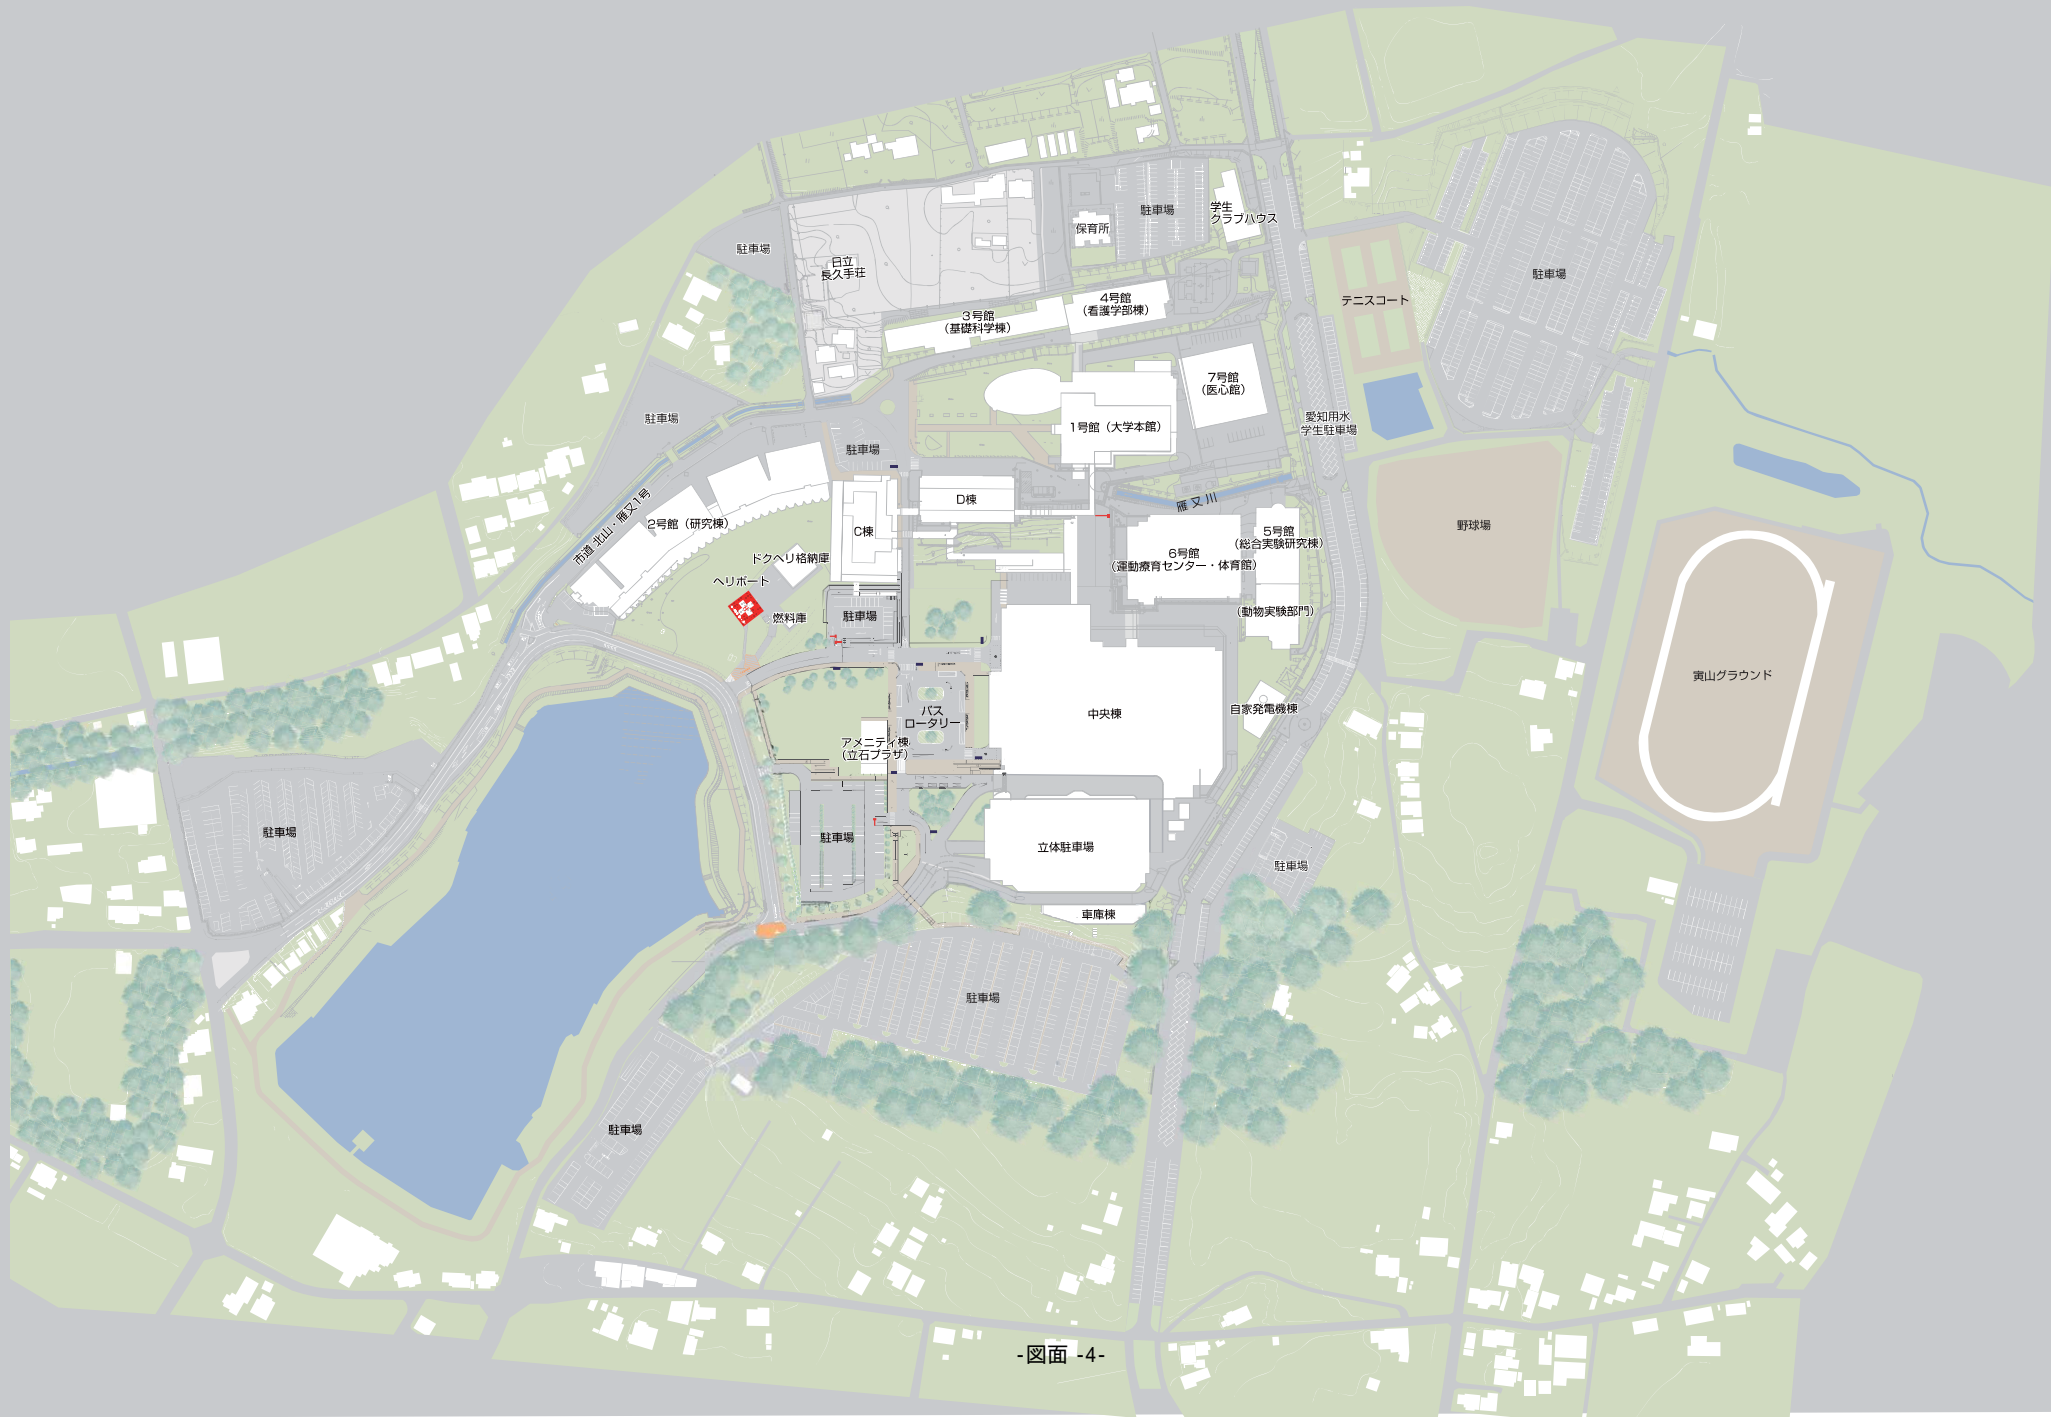 駐車場
学生
クラブハウス
保育所
駐車場
日立
長久手荘
駐車場
4号館
(看護学部棟)
テニスコート
3号館
(基礎科学棟)
7号館
(医心館)
駐車場
愛知用水
学生駐車場
1号館(大学本館)
駐車場
D棟
雁又川
2号館(研究棟)
市道 北山・雁又1号
C棟
野球場
5号館
(総合実験研究棟)
6号館
(運動療育センター・体育館)
ドクヘリ格納庫
ヘリポート
燃料庫
駐車場
(動物実験部門)
寅山グラウンド
バス
ロータリー
中央棟
自家発電機棟
アメニティ棟
(立石プラザ)
駐車場
駐車場
立体駐車場
駐車場
車庫棟
駐車場
駐車場
-図面 -4-